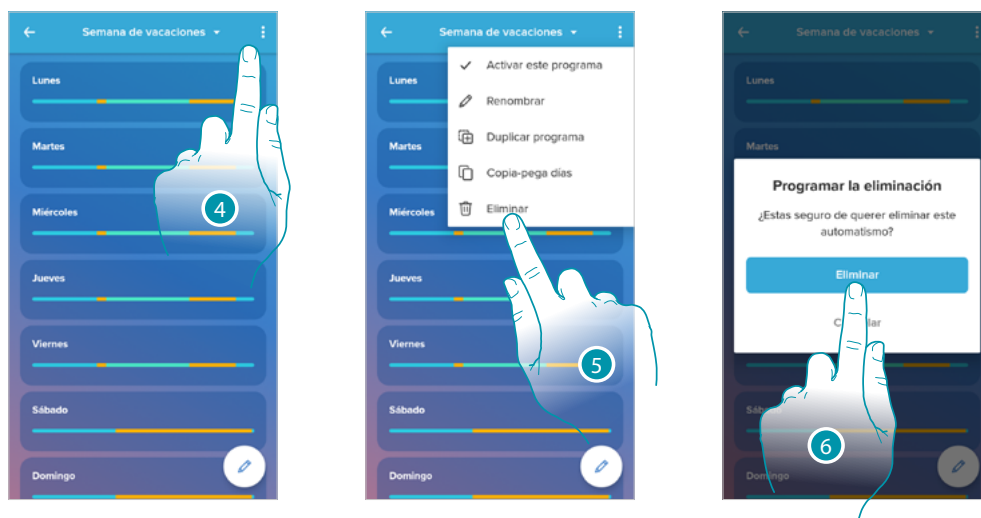 Semana de vacaciones
Lunes
Martes
Miércoles
Jueves
Viernes
Sábado
Domingo
4
Semana de vacaciones
Activar este programa
Renombrar
Duplicar programa
Copia-pega días
Eliminar
Lunes
Martes
Miércoles
Jueves
Viernes
Sábado
Domingo
5
Semana de vacaciones
Lunes
Martes
Programar la eliminación
¿Estas seguro de querer eliminar este
automatismo?
Eliminar
6